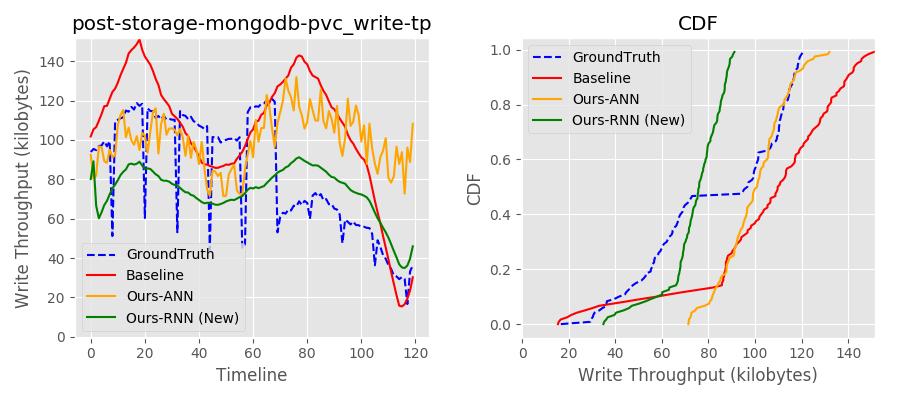 post-storage-mongodb-pvc_write-tp
Write Throughput (kilobytes)
140
120
100
80
60
40
20
0
GroundTruth
Baseline
Ours-ANN
Ours-RNN (New)
0 20 40 60 80 100 120
Timeline
CDF
CDF
1.0
0.8
0.6
0.4
0.2
0.0
GroundTruth
Baseline
Ours-ANN
Ours-RNN (New)
0 20 40 60 80 100 120 140
Write Throughput (kilobytes)